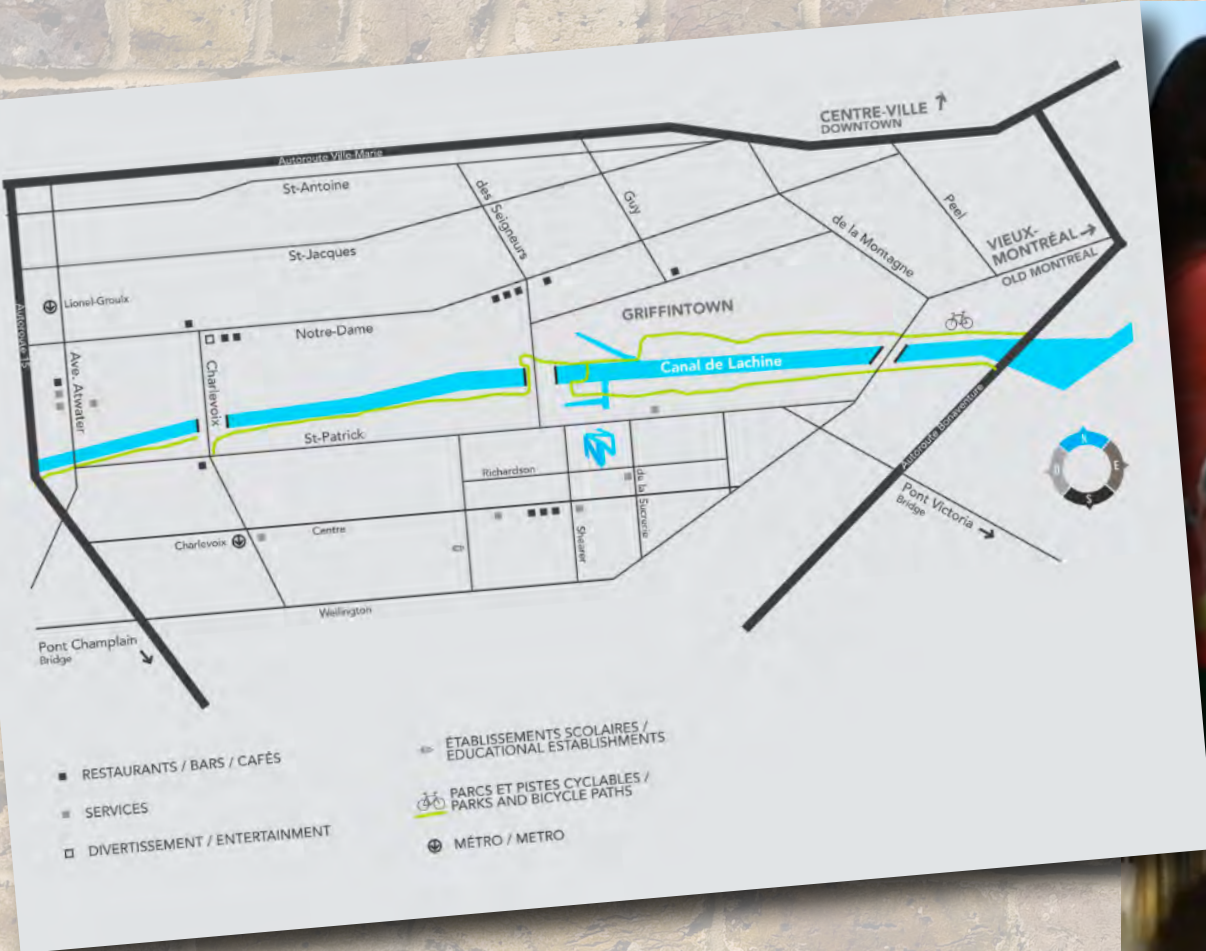 CENTRE-VILLE
DOWNTOWN
Autoroute Ville-Marie
St-Antoine
des Seigneurs
Guy
Peel
St-Jacques
de la Montagne
VIEUX-
MONTRÉAL
OLD MONTREAL
Lionel-Groulx
GRIFFINTOWN
Autoroute 15
Notre-Dame
Ave. Atwater
Charlevoix
Canal de Lachine
St-Patrick
Autoroute Bonaventure
N
E
S
O
Richardson
de la Sucrerie
Pont Victoria
Bridge
Centre
Charlevoix
Shearer
Wellington
Pont Champlain
Bridge
RESTAURANTS / BARS / CAFÉS
SERVICES
DIVERTISSEMENT / ENTERTAINMENT
ÉTABLISSEMENTS SCOLAIRES /
EDUCATIONAL ESTABLISHMENTS
PARCS ET PISTES CYCLABLES /
PARKS AND BICYCLE PATHS
MÉTRO / METRO